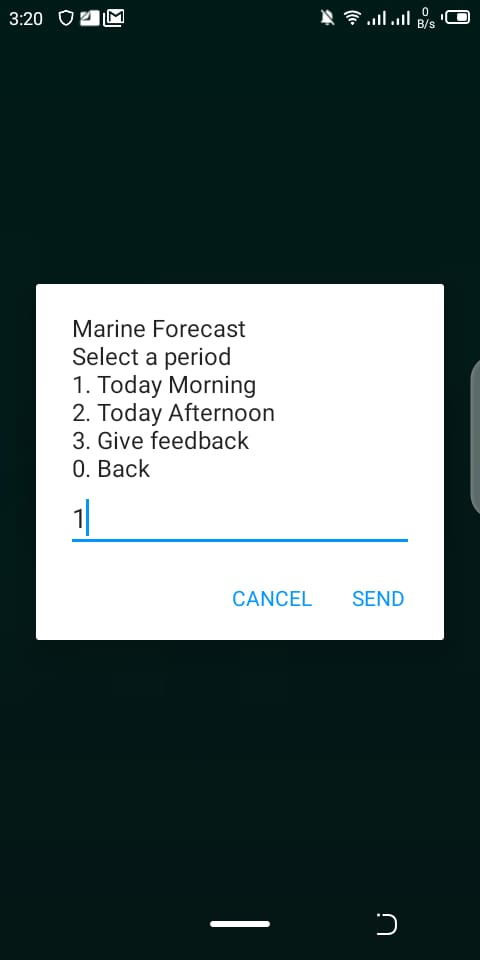 3:20
0
B/s
Marine Forecast
Select a period
1. Today Morning
2. Today Afternoon
3. Give feedback
0. Back
1
CANCEL SEND